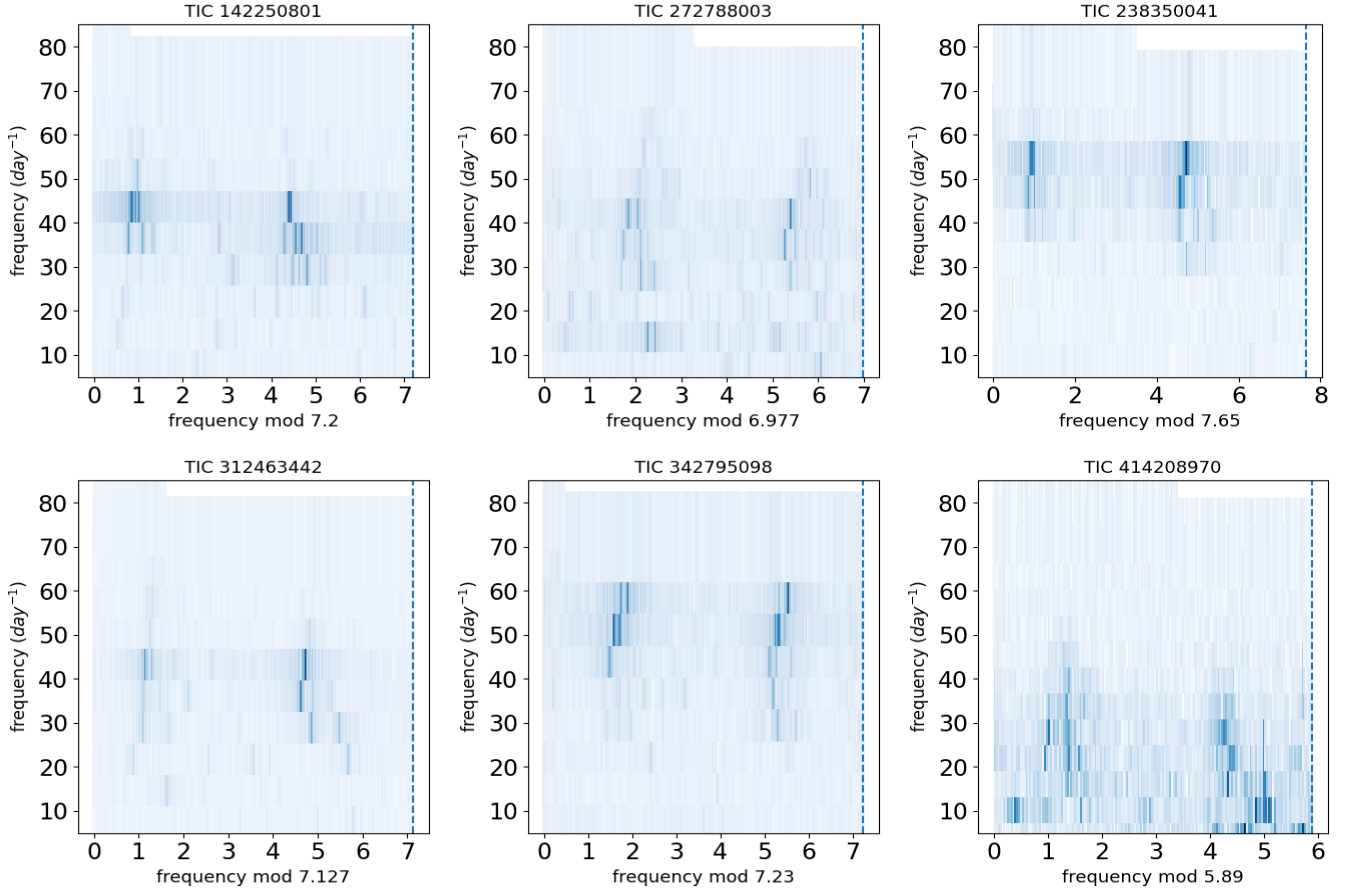 TIC 142250801
80
70
60
50
40
30
20
10
frequency (day⁻¹)
0 1 2 3 4 5 6 7
frequency mod 7.2
TIC 272788003
80
70
60
50
40
30
20
10
frequency (day⁻¹)
0 1 2 3 4 5 6 7
frequency mod 6.977
TIC 238350041
80
70
60
50
40
30
20
10
frequency (day⁻¹)
0 2 4 6 8
frequency mod 7.65
TIC 312463442
80
70
60
50
40
30
20
10
frequency (day⁻¹)
0 1 2 3 4 5 6 7
frequency mod 7.127
TIC 342795098
80
70
60
50
40
30
20
10
frequency (day⁻¹)
0 1 2 3 4 5 6 7
frequency mod 7.23
TIC 414208970
80
70
60
50
40
30
20
10
frequency (day⁻¹)
0 1 2 3 4 5 6
frequency mod 5.89